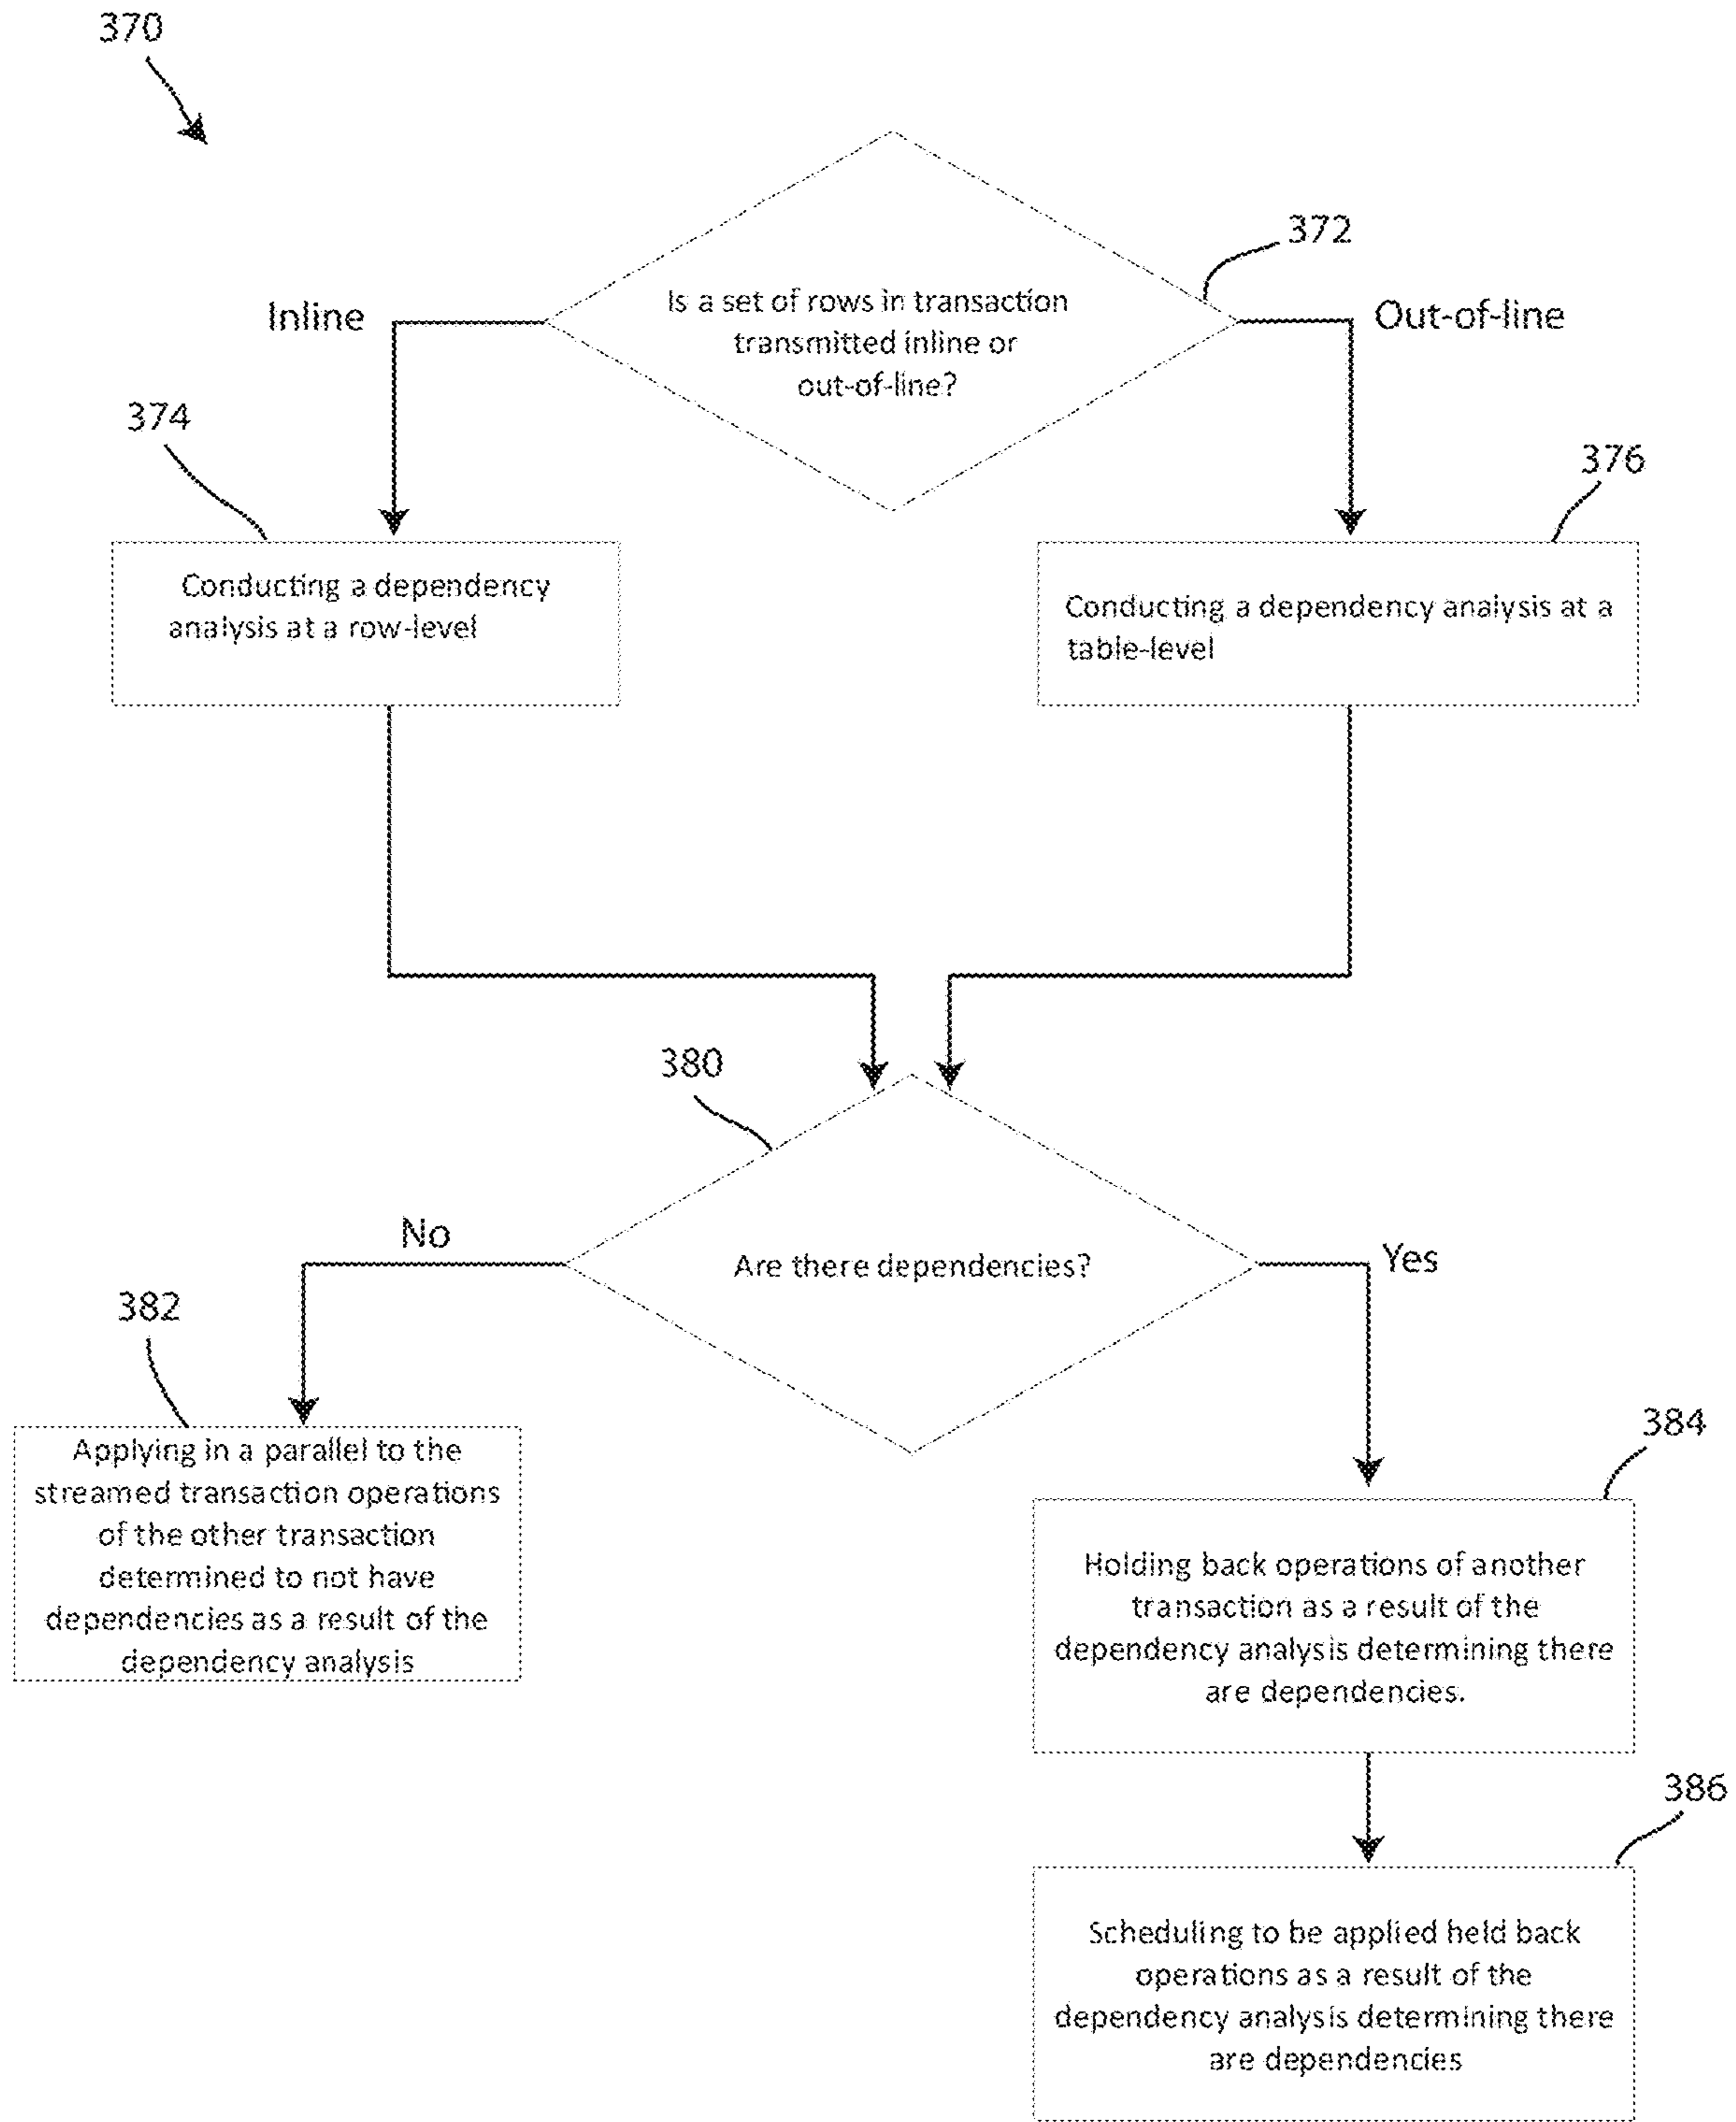 370
372
Is a set of rows in transaction
transmitted inline or
out-of-line?
Inline
Out-of-line
374
376
Conducting a dependency
analysis at a row-level
Conducting a dependency analysis at a
table-level
380
Are there dependencies?
No
Yes
382
Applying in a parallel to the
streamed transaction operations
of the other transaction
determined to not have
dependencies as a result of the
dependency analysis
384
Holding back operations of another
transaction as a result of the
dependency analysis determining there
are dependencies.
386
Scheduling to be applied held back
operations as a result of the
dependency analysis determining there
are dependencies